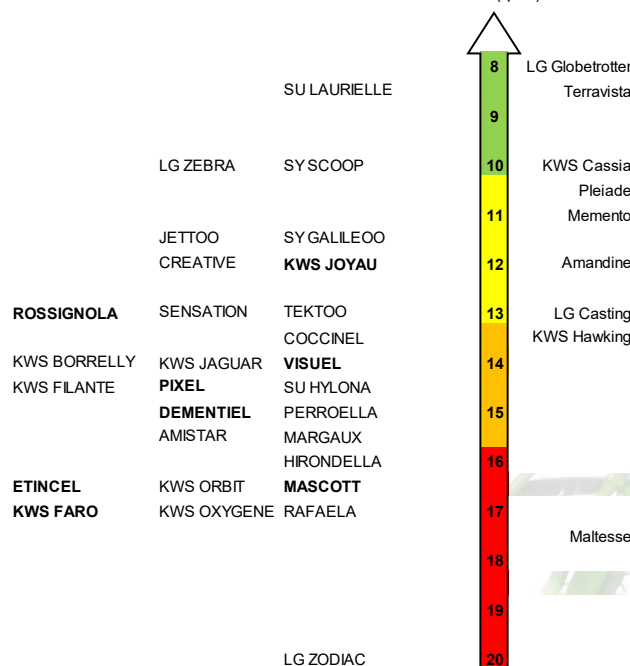 8 LG Globetrotter
SU LAURIELLE Terravista
9
LG ZEBRA SY SCOOP 10 KWS Cassia
Pleiade
11 Memento
JETTOO SY GALILEOO
CREATIVE KWS JOYAU 12 Amandine
ROSSIGNOLA SENSATION TEKTOO 13 LG Casting
COCCINEL KWS Hawking
KWS BORRELLY KWS JAGUAR VISUEL 14
KWS FILANTE PIXEL SU HYLONA
DEMENTIEL PERROELLA 15
AMISTAR MARGAUX
HIRONDELLA 16
ETINCEL KWS ORBIT MASCOTT
KWS FARO KWS OXYGENE RAFAELA 17
Maltesse
18
19
LG ZODIAC 20